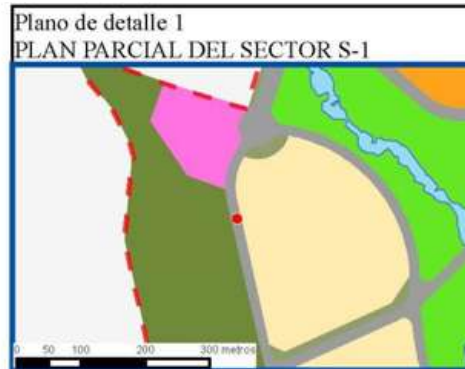 Plano de detalle 1
PLAN PARCIAL DEL SECTOR S-1
0 50 100 200 300 metros